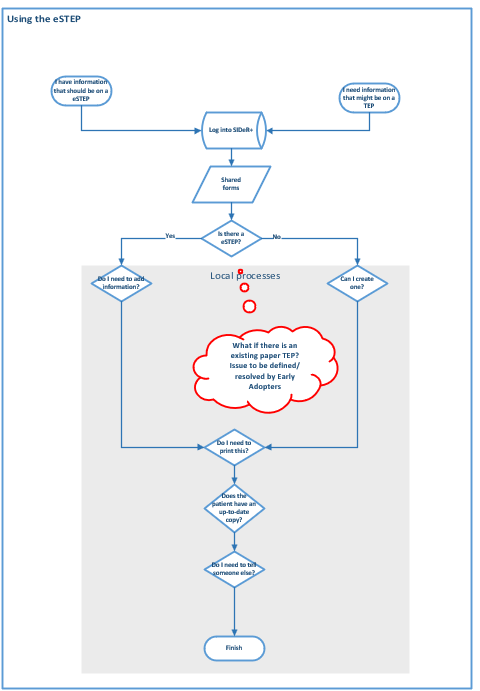 Using the eSTEP
I have information
that should be on a
eSTEP
I need information
that might be on a
TEP
Log into SIDeR+
Shared
forms
Is there a
eSTEP?
Yes
No
Do I need to add
information?
Local processes
Can I create
one?
What if there is an
existing paper TEP?
Issue to be defined/
resolved by Early
Adopters
Do I need to
print this?
Does the
patient have an
up-to-date
copy?
Do I need to tell
someone else?
Finish